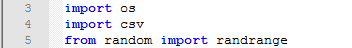 3 import os
4 import csv
5 from random import randrange